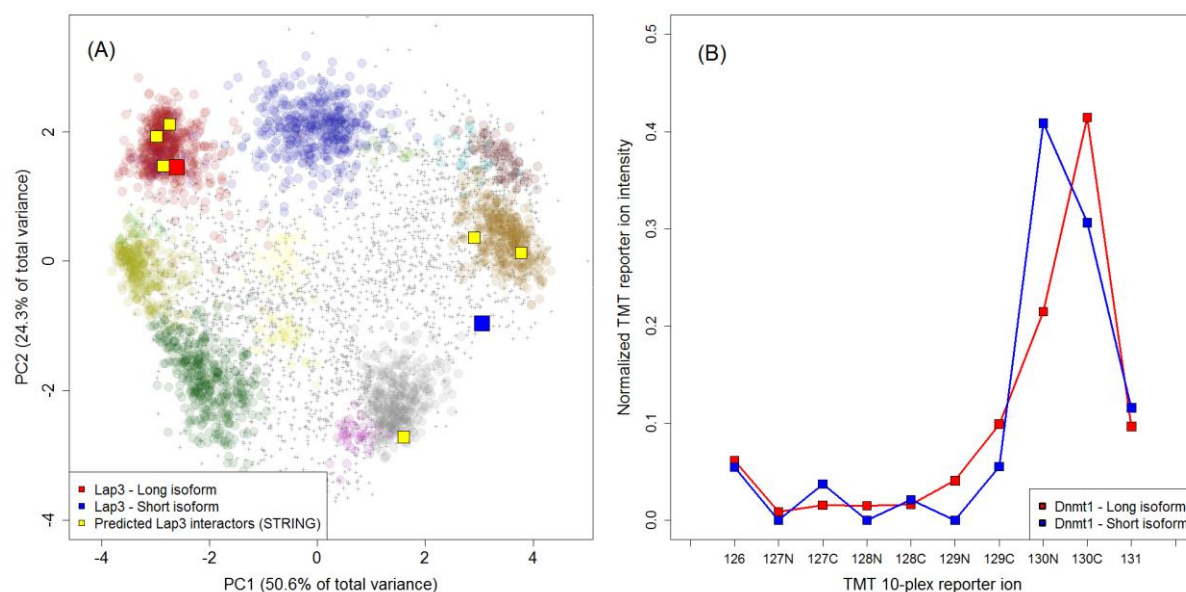 (A)
PC2 (24.3% of total variance)
2
0
-2
-4
Lap3 - Long isoform
Lap3 - Short isoform
Predicted Lap3 interactors (STRING)
-4 -2 0 2 4
PC1 (50.6% of total variance)
(B)
Normalized TMT reporter ion intensity
0.5
0.4
0.3
0.2
0.1
0.0
Dnmt1 - Long isoform
Dnmt1 - Short isoform
126 127N 127C 128N 128C 129N 129C 130N 130C 131
TMT 10-plex reporter ion